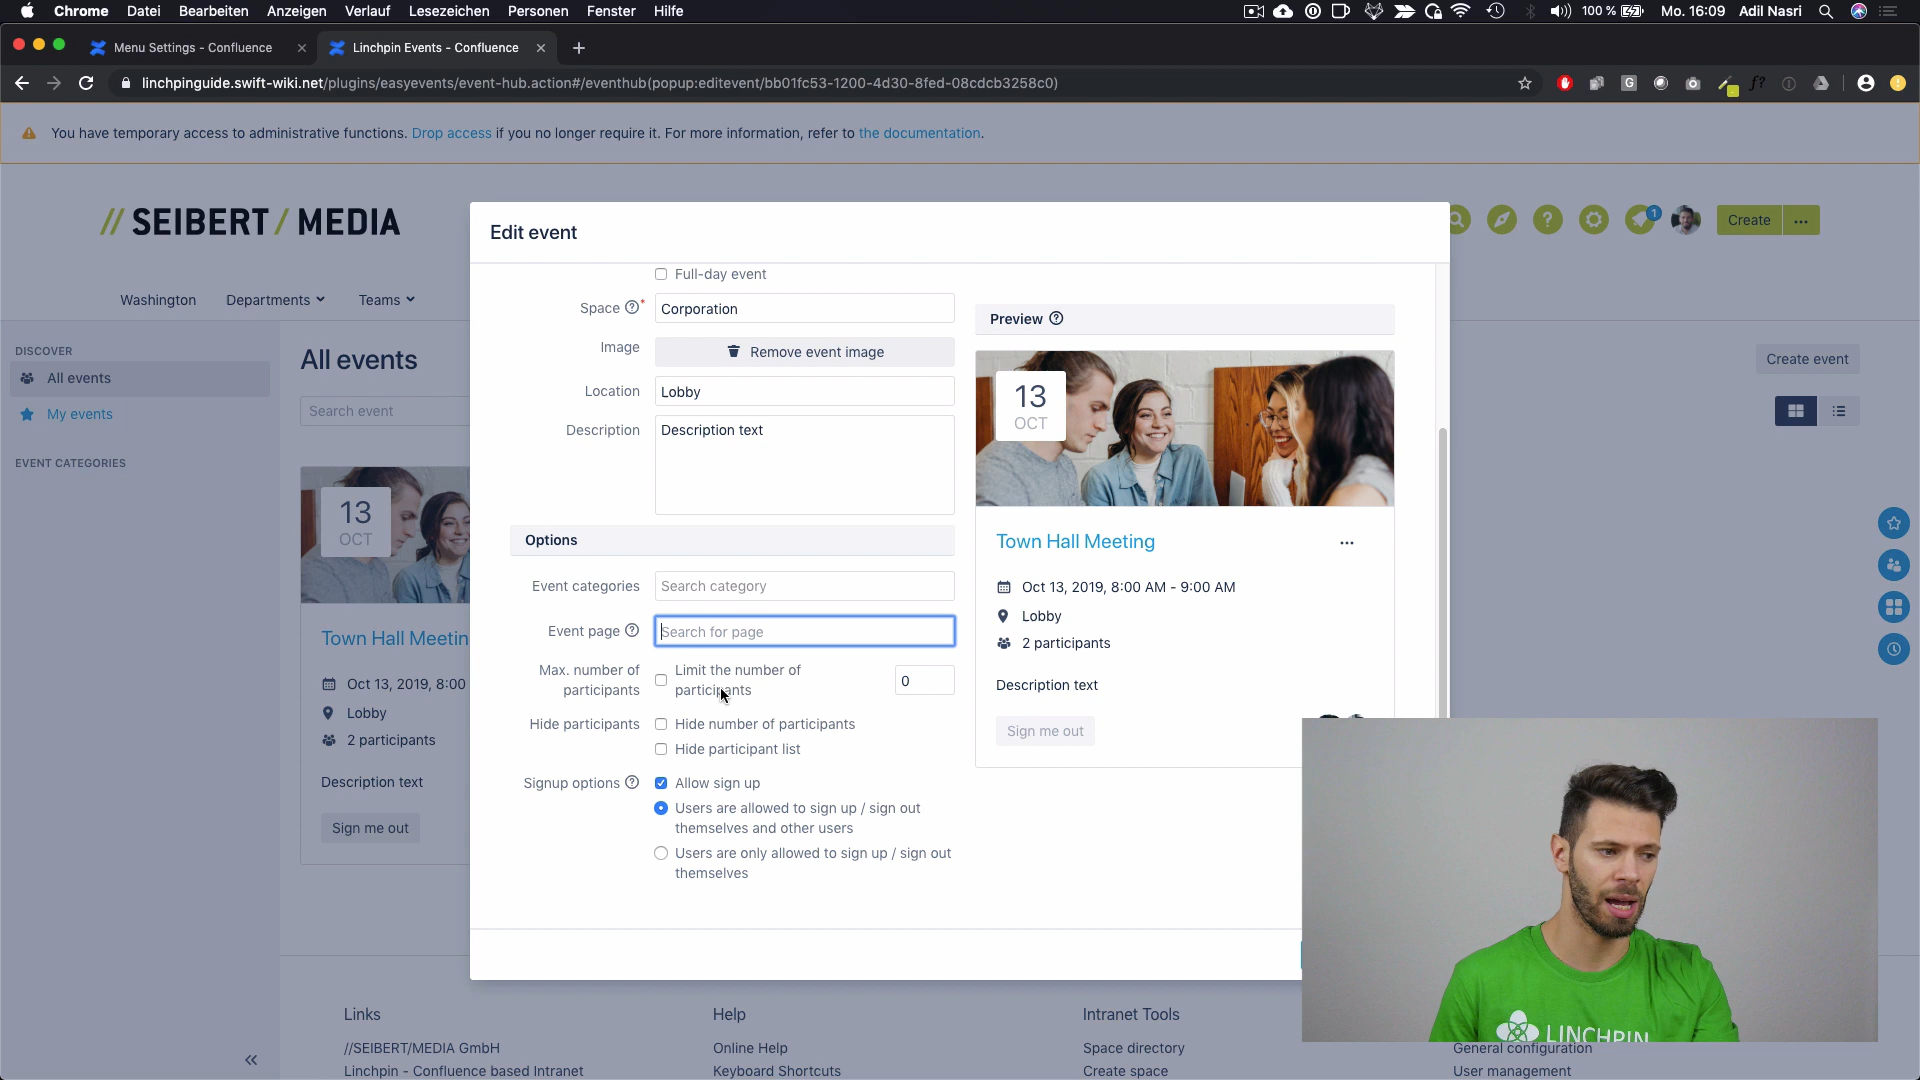 Chrome Datei Bearbeiten Anzeigen Verlauf Lesezeichen Personen Fenster Hilfe
100 % Mo. 16:09 Adil Nasri
Menu Settings - Confluence
Linchpin Events - Confluence
linchpinguide.swift-wiki.net/plugins/easyevents/event-hub.action#/eventhub(popup:editevent/bb01fc53-1200-4d30-8fed-08cdcb3258c0)
You have temporary access to administrative functions. Drop access if you no longer require it. For more information, refer to the documentation.
//SEIBERT/MEDIA
1
Create ...
Washington Departments Teams
DISCOVER
All events
My events
EVENT CATEGORIES
All events
Create event
Search event
13
OCT
Town Hall Meetin
Oct 13, 2019, 8:00
Lobby
2 participants
Description text
Sign me out
Edit event
Full-day event
Space * Corporation
Image Remove event image
Location Lobby
Description Description text
Options
Event categories Search category
Event page Search for page
Max. number of participants
Limit the number of participants
0
Hide participants
Hide number of participants
Hide participant list
Signup options
Allow sign up
Users are allowed to sign up / sign out
themselves and other users
Users are only allowed to sign up / sign out
themselves
Preview
13
OCT
Town Hall Meeting ...
Oct 13, 2019, 8:00 AM - 9:00 AM
Lobby
2 participants
Description text
Sign me out
LINCHPIN
Links
//SEIBERT/MEDIA GmbH
Linchpin - Confluence based Intranet
Help
Online Help
Keyboard Shortcuts
Intranet Tools
Space directory
Create space
General configuration
User management